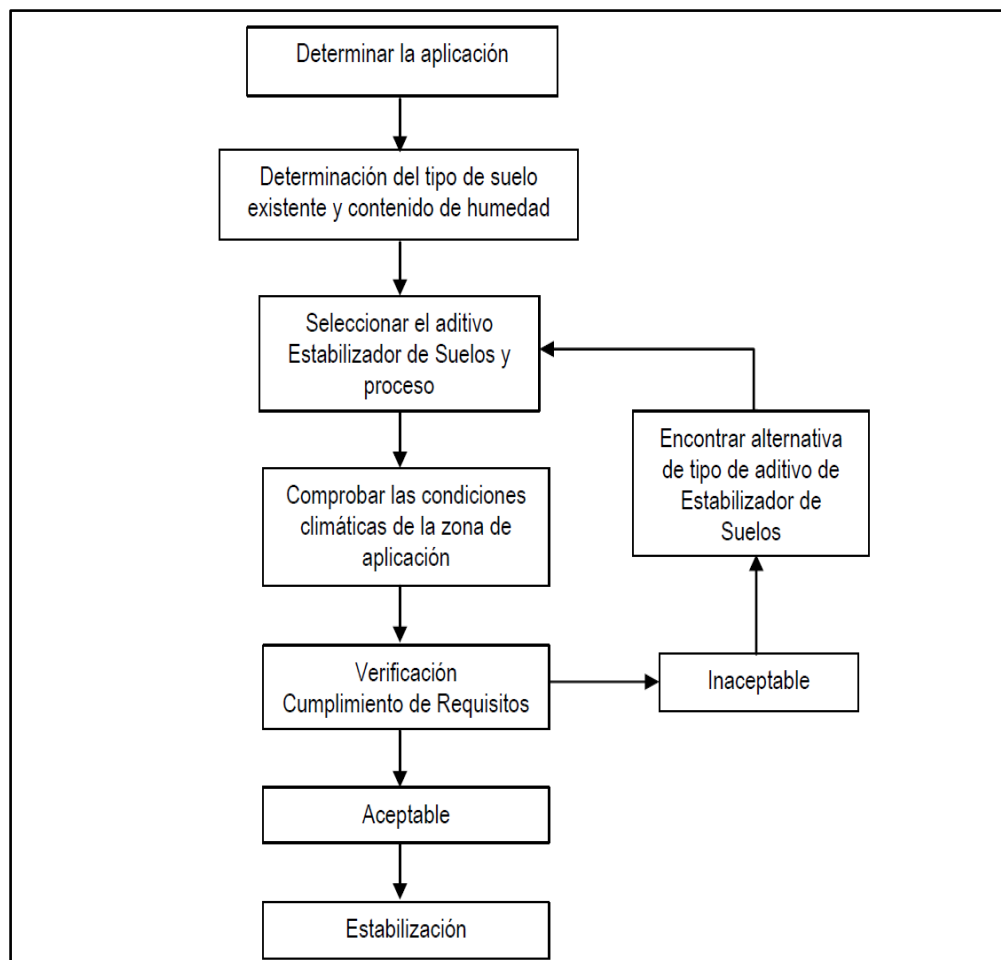 Determinar la aplicación
Determinación del tipo de suelo
existente y contenido de humedad
Seleccionar el aditivo
Estabilizador de Suelos y
proceso
Encontrar alternativa
de tipo de aditivo de
Estabilizador de
Suelos
Comprobar las condiciones
climáticas de la zona de
aplicación
Verificación
Cumplimiento de Requisitos
Inaceptable
Aceptable
Estabilización